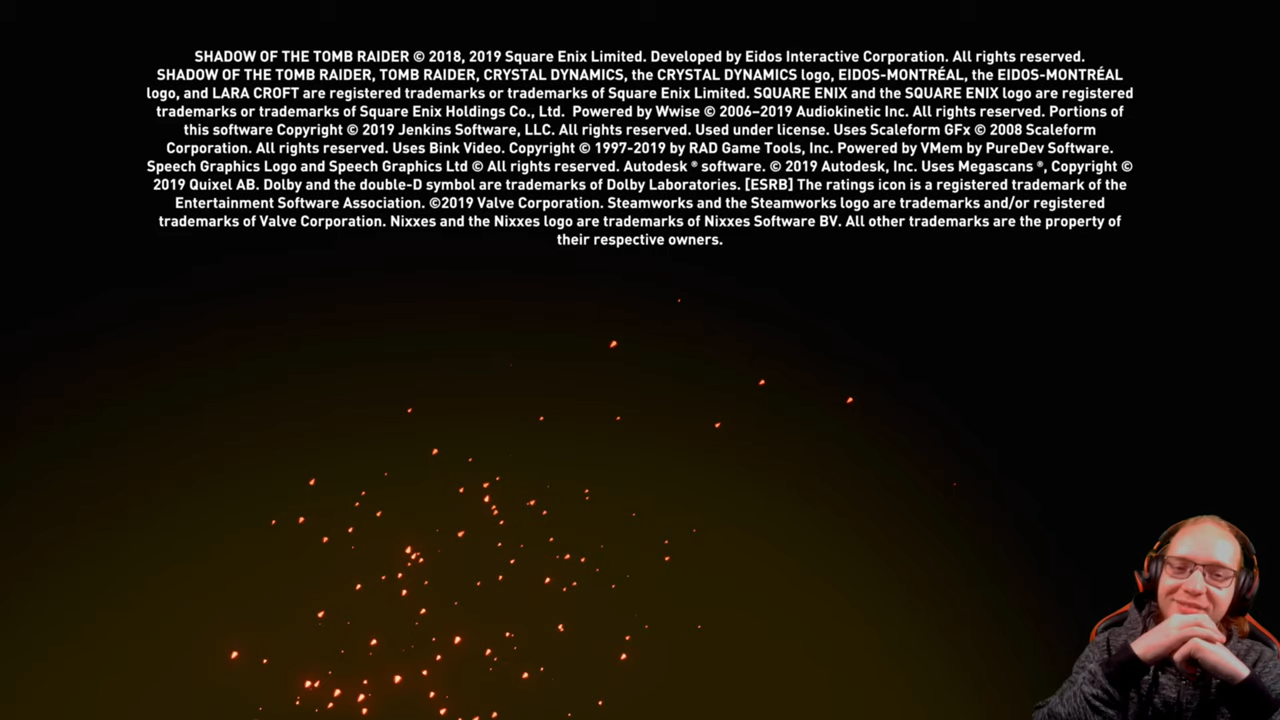 SHADOW OF THE TOMB RAIDER © 2018, 2019 Square Enix Limited. Developed by Eidos Interactive Corporation. All rights reserved.
SHADOW OF THE TOMB RAIDER, TOMB RAIDER, CRYSTAL DYNAMICS, the CRYSTAL DYNAMICS logo, EIDOS-MONTRÉAL, the EIDOS-MONTRÉAL
logo, and LARA CROFT are registered trademarks or trademarks of Square Enix Limited. SQUARE ENIX and the SQUARE ENIX logo are registered
trademarks or trademarks of Square Enix Holdings Co., Ltd. Powered by Wwise © 2006–2019 Audiokinetic Inc. All rights reserved. Portions of
this software Copyright © 2019 Jenkins Software, LLC. All rights reserved. Used under license. Uses Scaleform GFx © 2008 Scaleform
Corporation. All rights reserved. Uses Bink Video. Copyright © 1997-2019 by RAD Game Tools, Inc. Powered by VMem by PureDev Software.
Speech Graphics Logo and Speech Graphics Ltd © All rights reserved. Autodesk ® software. © 2019 Autodesk, Inc. Uses Megascans ®, Copyright ©
2019 Quixel AB. Dolby and the double-D symbol are trademarks of Dolby Laboratories. [ESRB] The ratings icon is a registered trademark of the
Entertainment Software Association. ©2019 Valve Corporation. Steamworks and the Steamworks logo are trademarks and/or registered
trademarks of Valve Corporation. Nixxes and the Nixxes logo are trademarks of Nixxes Software BV. All other trademarks are the property of
their respective owners.